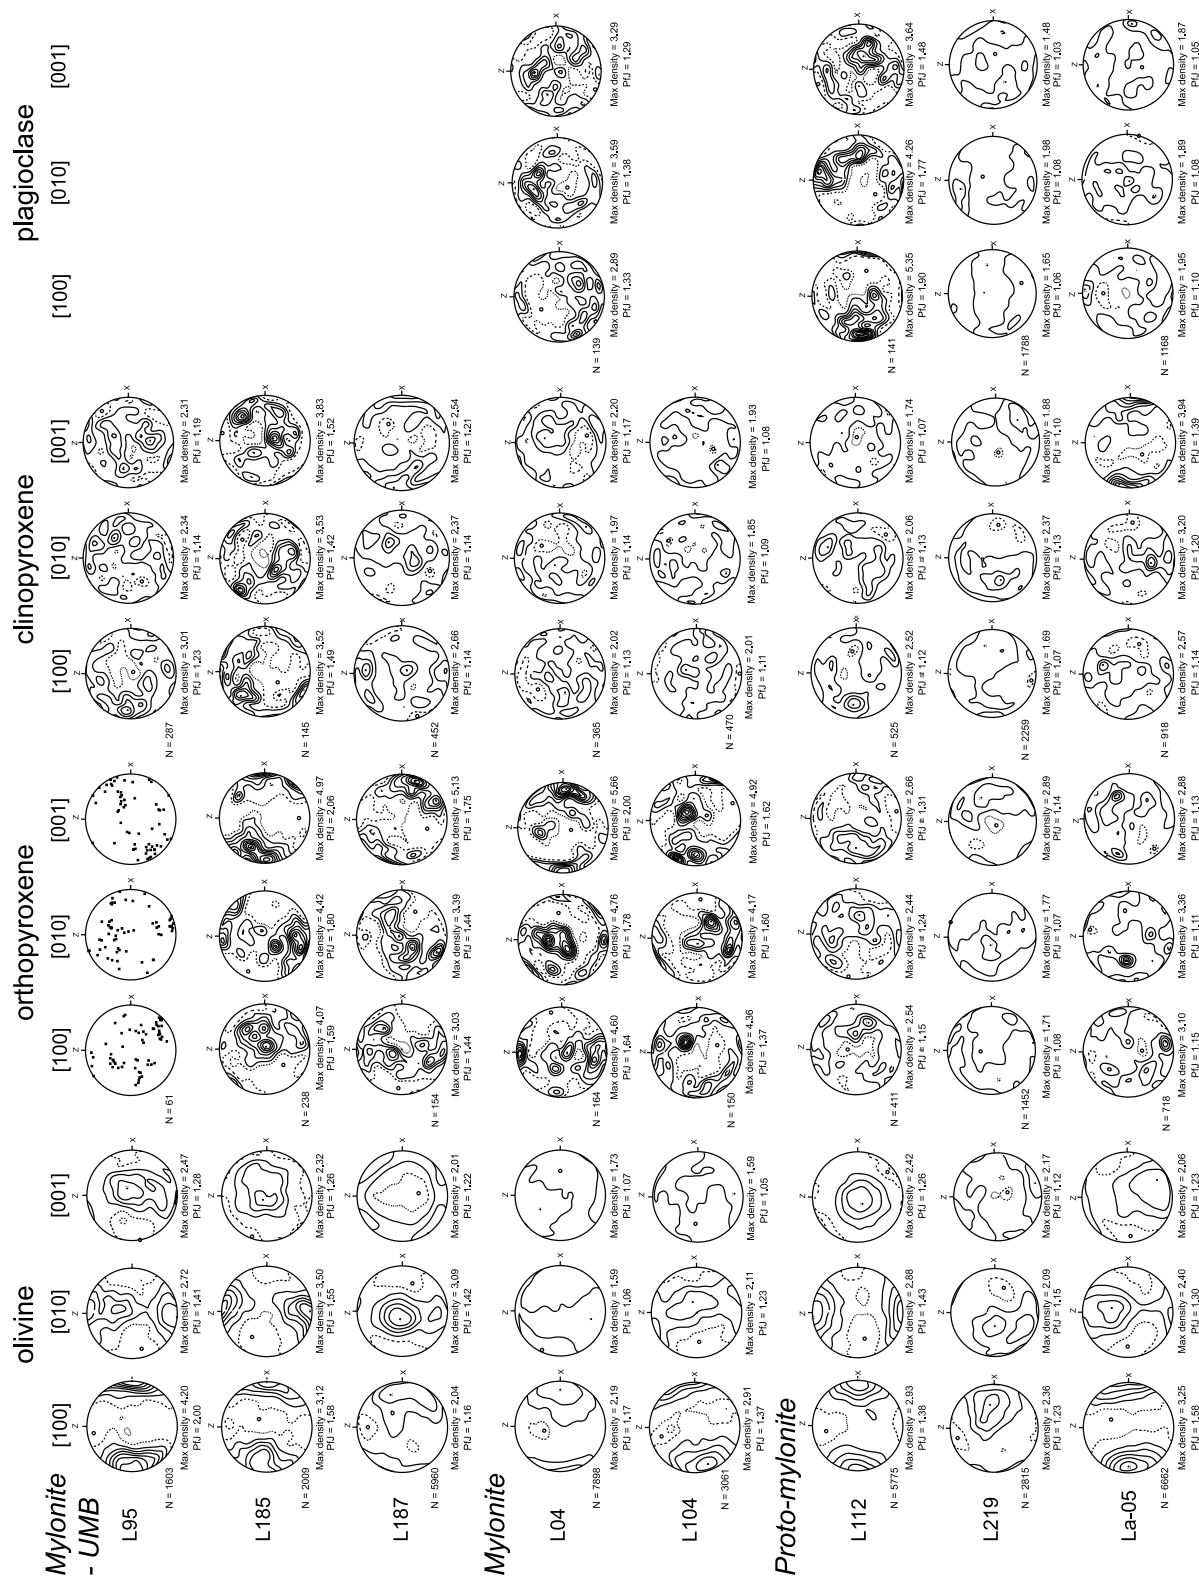 olivine orthopyroxene clinopyroxene plagioclase
[100] [010] [001] [100] [010] [001] [100] [010] [001] [100] [010] [001]
Mylonite
- UMB
Z Z Z Z Z Z Z Z Z
L95 X X X X X X X X
Max density = 4.20 Max density = 2.72 Max density = 2.47 Max density = 3.01 Max density = 2.34 Max density = 2.31
N = 1603 PfJ = 2.00 PfJ = 1.41 PfJ = 1.28 N = 61 N = 287 PfJ = 1.23 PfJ = 1.14 PfJ = 1.19
Z Z Z Z Z Z Z Z Z
L185 X X X X X X X X X
Max density = 3.12 Max density = 3.50 Max density = 2.32 Max density = 4.07 Max density = 4.42 Max density = 4.97 Max density = 3.52 Max density = 3.53 Max density = 3.83
N = 2009 PfJ = 1.58 PfJ = 1.55 PfJ = 1.26 N = 238 PfJ = 1.59 PfJ = 1.80 PfJ = 2.06 N = 145 PfJ = 1.49 PfJ = 1.42 PfJ = 1.52
Z Z Z Z Z Z Z Z Z
L187 X X X X X X X X X
Max density = 2.04 Max density = 3.09 Max density = 2.01 Max density = 3.03 Max density = 3.39 Max density = 5.13 Max density = 2.66 Max density = 2.37 Max density = 2.54
N = 5960 PfJ = 1.16 PfJ = 1.42 PfJ = 1.22 N = 154 PfJ = 1.44 PfJ = 1.44 PfJ = 1.75 N = 452 PfJ = 1.14 PfJ = 1.14 PfJ = 1.21
Mylonite
Z Z Z Z Z Z Z Z Z Z Z Z
L04 X X X X X X X X X X X X
Max density = 2.19 Max density = 1.59 Max density = 1.73 Max density = 4.60 Max density = 4.76 Max density = 5.66 Max density = 2.02 Max density = 1.97 Max density = 2.20 Max density = 2.89 Max density = 3.59 Max density = 3.29
N = 7898 PfJ = 1.17 PfJ = 1.06 PfJ = 1.07 N = 164 PfJ = 1.64 PfJ = 1.78 PfJ = 2.00 N = 365 PfJ = 1.13 PfJ = 1.14 PfJ = 1.17 N = 139 PfJ = 1.33 PfJ = 1.38 PfJ = 1.29
Z Z Z Z Z Z Z Z Z
L104 X X X X X X X X X
Max density = 2.91 Max density = 2.11 Max density = 1.59 Max density = 4.36 Max density = 4.17 Max density = 4.92 Max density = 2.01 Max density = 1.85 Max density = 1.93
N = 3061 PfJ = 1.37 PfJ = 1.23 PfJ = 1.05 N = 150 PfJ = 1.37 PfJ = 1.60 PfJ = 1.62 N = 470 PfJ = 1.11 PfJ = 1.09 PfJ = 1.08
Proto-mylonite
Z Z Z Z Z Z Z Z Z Z Z Z
L112 X X X X X X X X X X X X
Max density = 2.93 Max density = 2.88 Max density = 2.42 Max density = 2.54 Max density = 2.44 Max density = 2.66 Max density = 2.52 Max density = 2.06 Max density = 1.74 Max density = 5.35 Max density = 4.26 Max density = 3.64
N = 5775 PfJ = 1.38 PfJ = 1.43 PfJ = 1.26 N = 411 PfJ = 1.15 PfJ = 1.24 PfJ = 1.31 N = 525 PfJ = 1.12 PfJ = 1.13 PfJ = 1.07 N = 141 PfJ = 1.90 PfJ = 1.77 PfJ = 1.48
Z Z Z Z Z Z Z Z Z Z Z Z
L219 X X X X X X X X X X X X
Max density = 2.36 Max density = 2.09 Max density = 2.17 Max density = 1.71 Max density = 1.77 Max density = 2.89 Max density = 1.69 Max density = 2.37 Max density = 1.88 Max density = 1.65 Max density = 1.98 Max density = 1.48
N = 2815 PfJ = 1.23 PfJ = 1.15 PfJ = 1.12 N = 1452 PfJ = 1.08 PfJ = 1.07 PfJ = 1.14 N = 2259 PfJ = 1.07 PfJ = 1.13 PfJ = 1.10 N = 1788 PfJ = 1.06 PfJ = 1.08 PfJ = 1.03
Z Z Z Z Z Z Z Z Z Z Z Z
La-05 X X X X X X X X X X X X
Max density = 3.25 Max density = 2.40 Max density = 2.06 Max density = 3.10 Max density = 3.36 Max density = 2.88 Max density = 2.57 Max density = 3.20 Max density = 3.94 Max density = 1.95 Max density = 1.89 Max density = 1.87
N = 6662 PfJ = 1.58 PfJ = 1.30 PfJ = 1.23 N = 718 PfJ = 1.15 PfJ = 1.11 PfJ = 1.13 N = 918 PfJ = 1.14 PfJ = 1.20 PfJ = 1.39 N = 1168 PfJ = 1.10 PfJ = 1.08 PfJ = 1.05